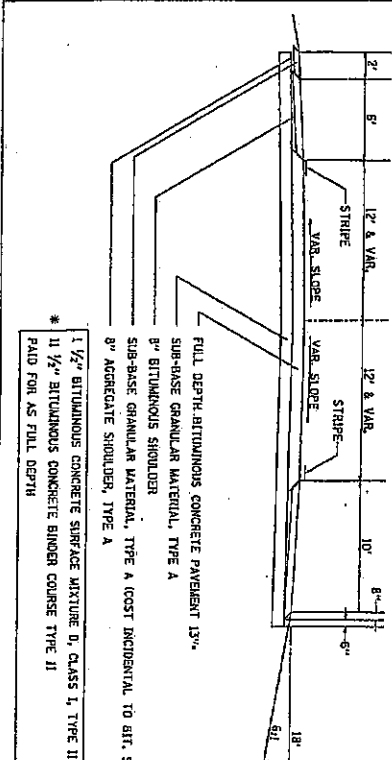 2'
6'
12' & VAR.
12' & VAR.
10'
8"
6"
18'
6:1
STRIPE
VAR. SLOPE
VAR. SLOPE
STRIPE
FULL DEPTH BITUMINOUS CONCRETE PAVEMENT 13"*
SUB-BASE GRANULAR MATERIAL, TYPE A
8" BITUMINOUS SHOULDER
SUB-BASE GRANULAR MATERIAL, TYPE A (COST INCIDENTAL TO BIT. S
8" AGGREGATE SHOULDER, TYPE A
1 1/2" BITUMINOUS CONCRETE SURFACE MIXTURE D, CLASS I, TYPE II
* 11 1/2" BITUMINOUS CONCRETE BINDER COURSE TYPE II
PAID FOR AS FULL DEPTH